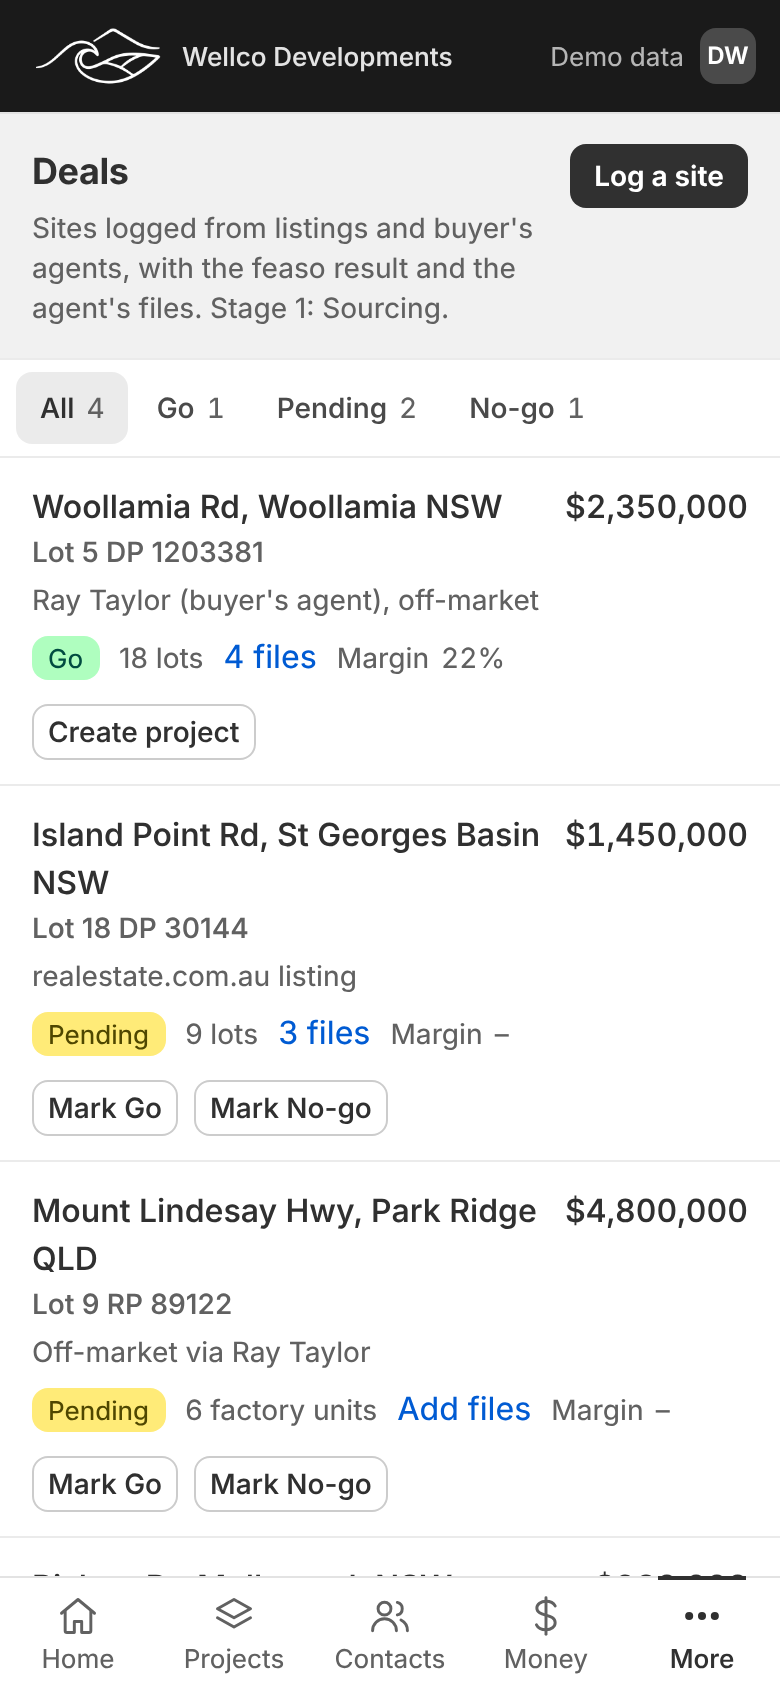 Wellco Developments
Demo data
DW
Deals
Log a site
Sites logged from listings and buyer's
agents, with the feaso result and the
agent's files. Stage 1: Sourcing.
All 4
Go 1
Pending 2
No-go 1
Woollamia Rd, Woollamia NSW
$2,350,000
Lot 5 DP 1203381
Ray Taylor (buyer's agent), off-market
Go 18 lots 4 files Margin 22%
Create project
Island Point Rd, St Georges Basin
$1,450,000
NSW
Lot 18 DP 30144
realestate.com.au listing
Pending 9 lots 3 files Margin –
Mark Go
Mark No-go
Mount Lindesay Hwy, Park Ridge
$4,800,000
QLD
Lot 9 RP 89122
Off-market via Ray Taylor
Pending 6 factory units Add files Margin –
Mark Go
Mark No-go
Home
Projects
Contacts
Money
More